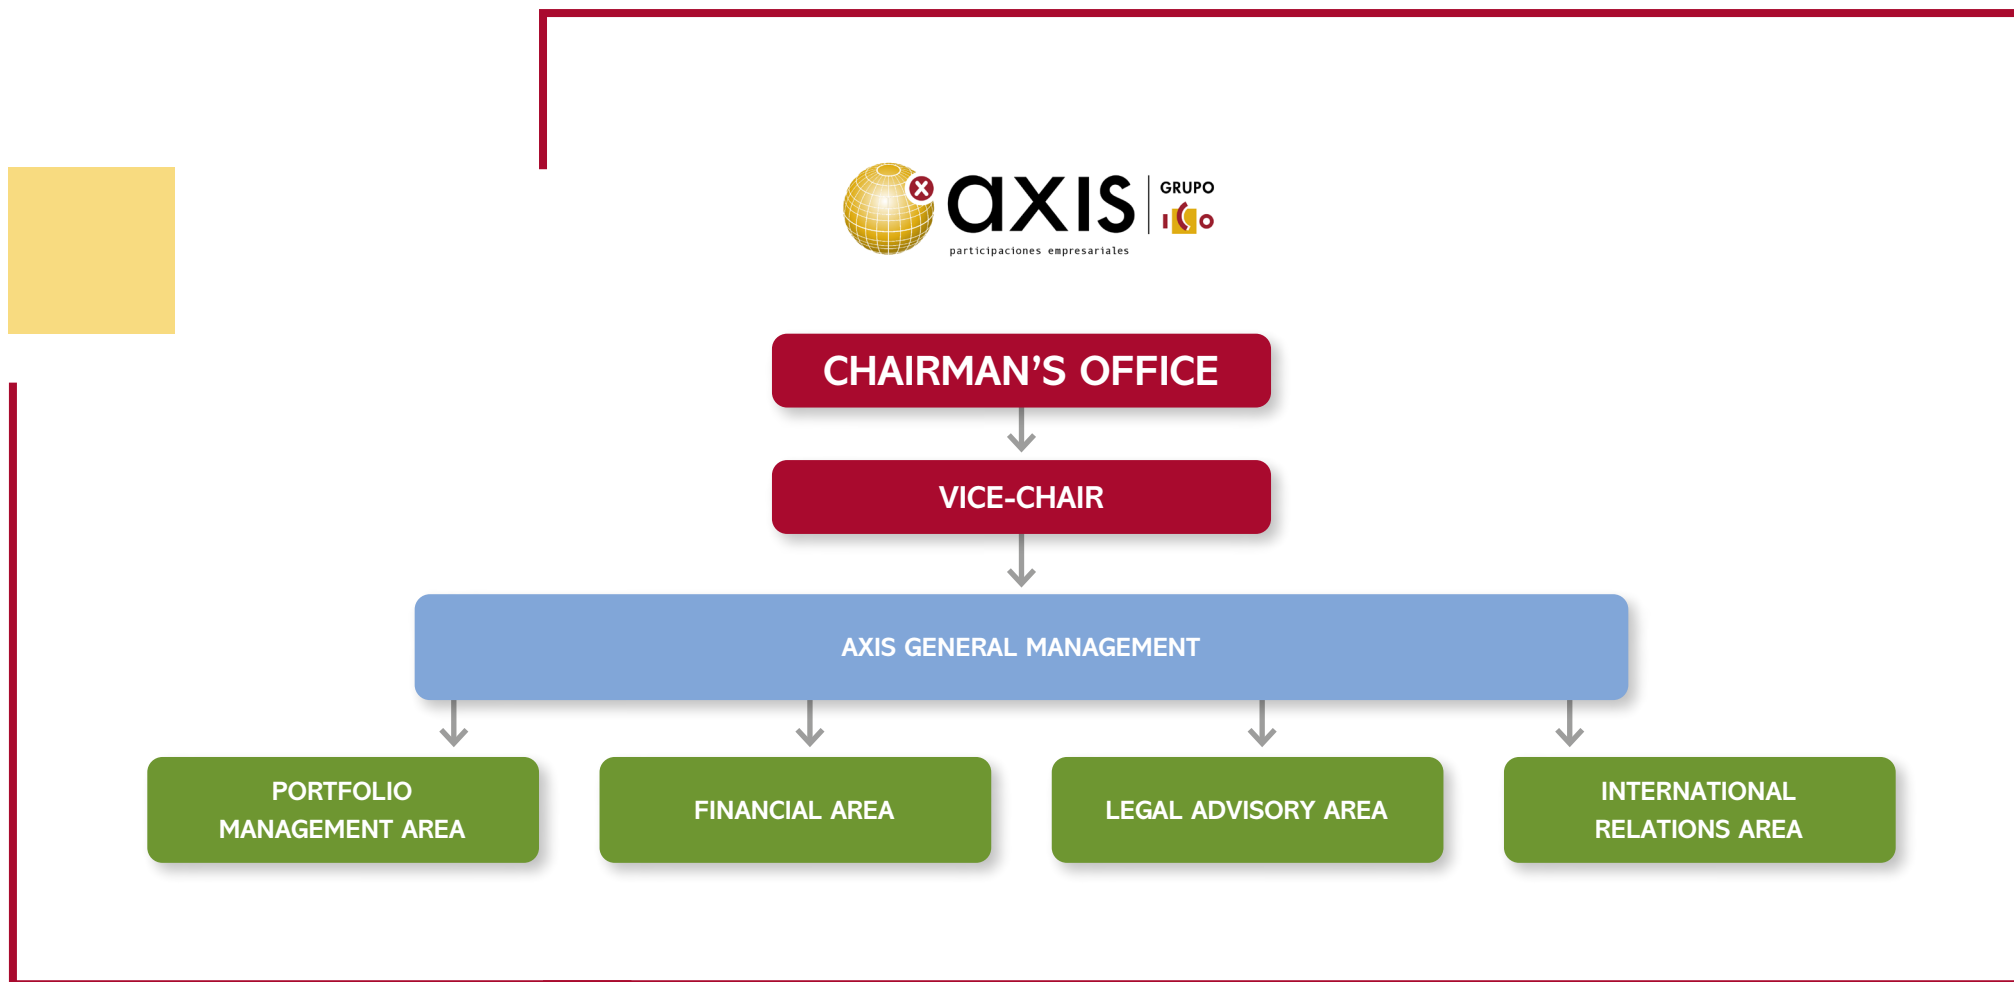 axis
GRUPO
ICO
participaciones empresariales
CHAIRMAN’S OFFICE
VICE-CHAIR
AXIS GENERAL MANAGEMENT
PORTFOLIO
MANAGEMENT AREA
FINANCIAL AREA
LEGAL ADVISORY AREA
INTERNATIONAL
RELATIONS AREA